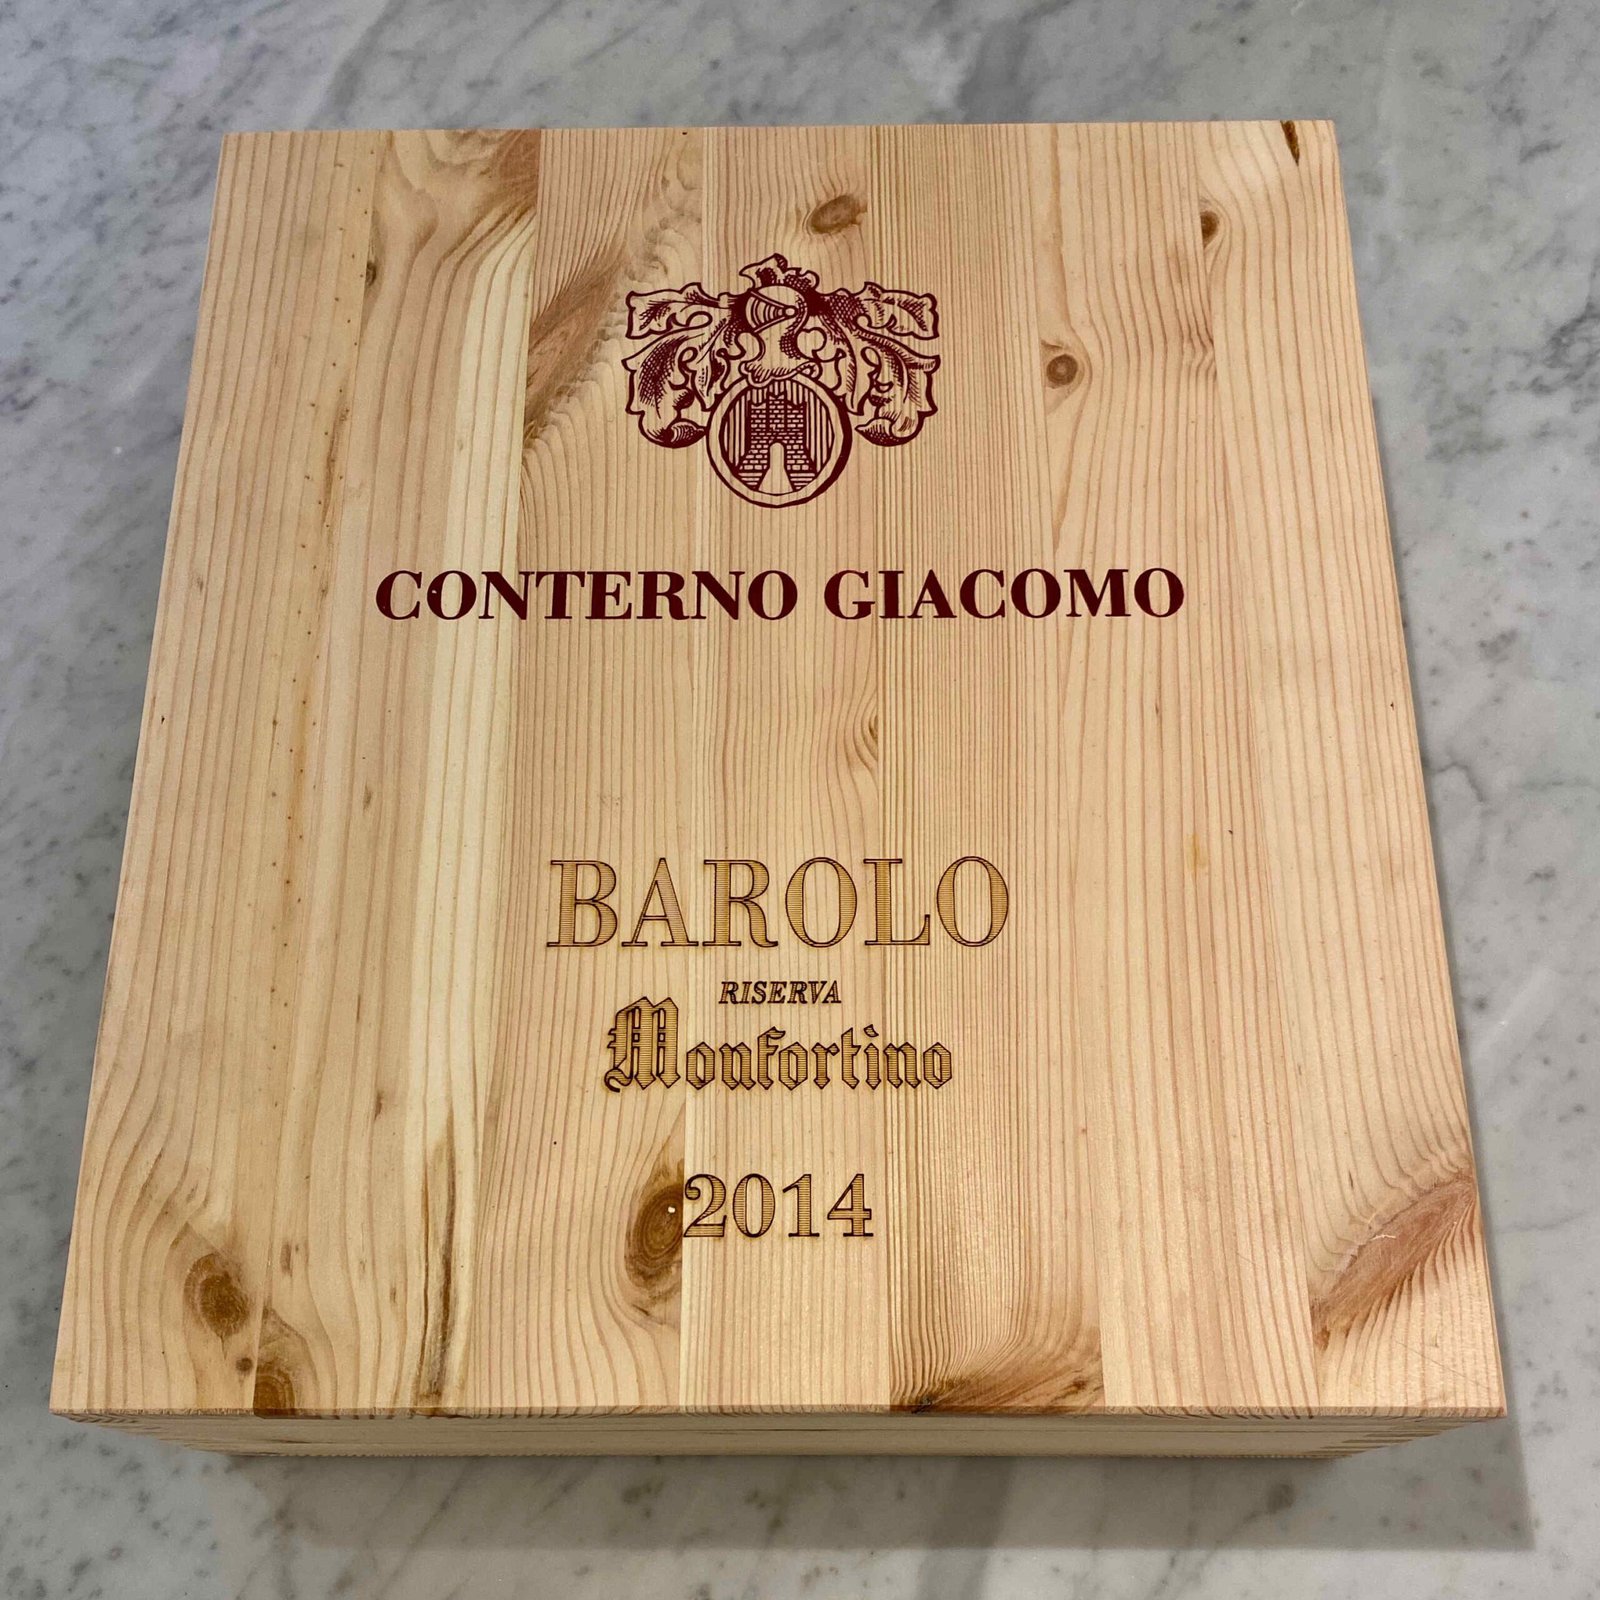 CONTERNO GIACOMO
BAROLO
RISERVA
Monfortino
2014